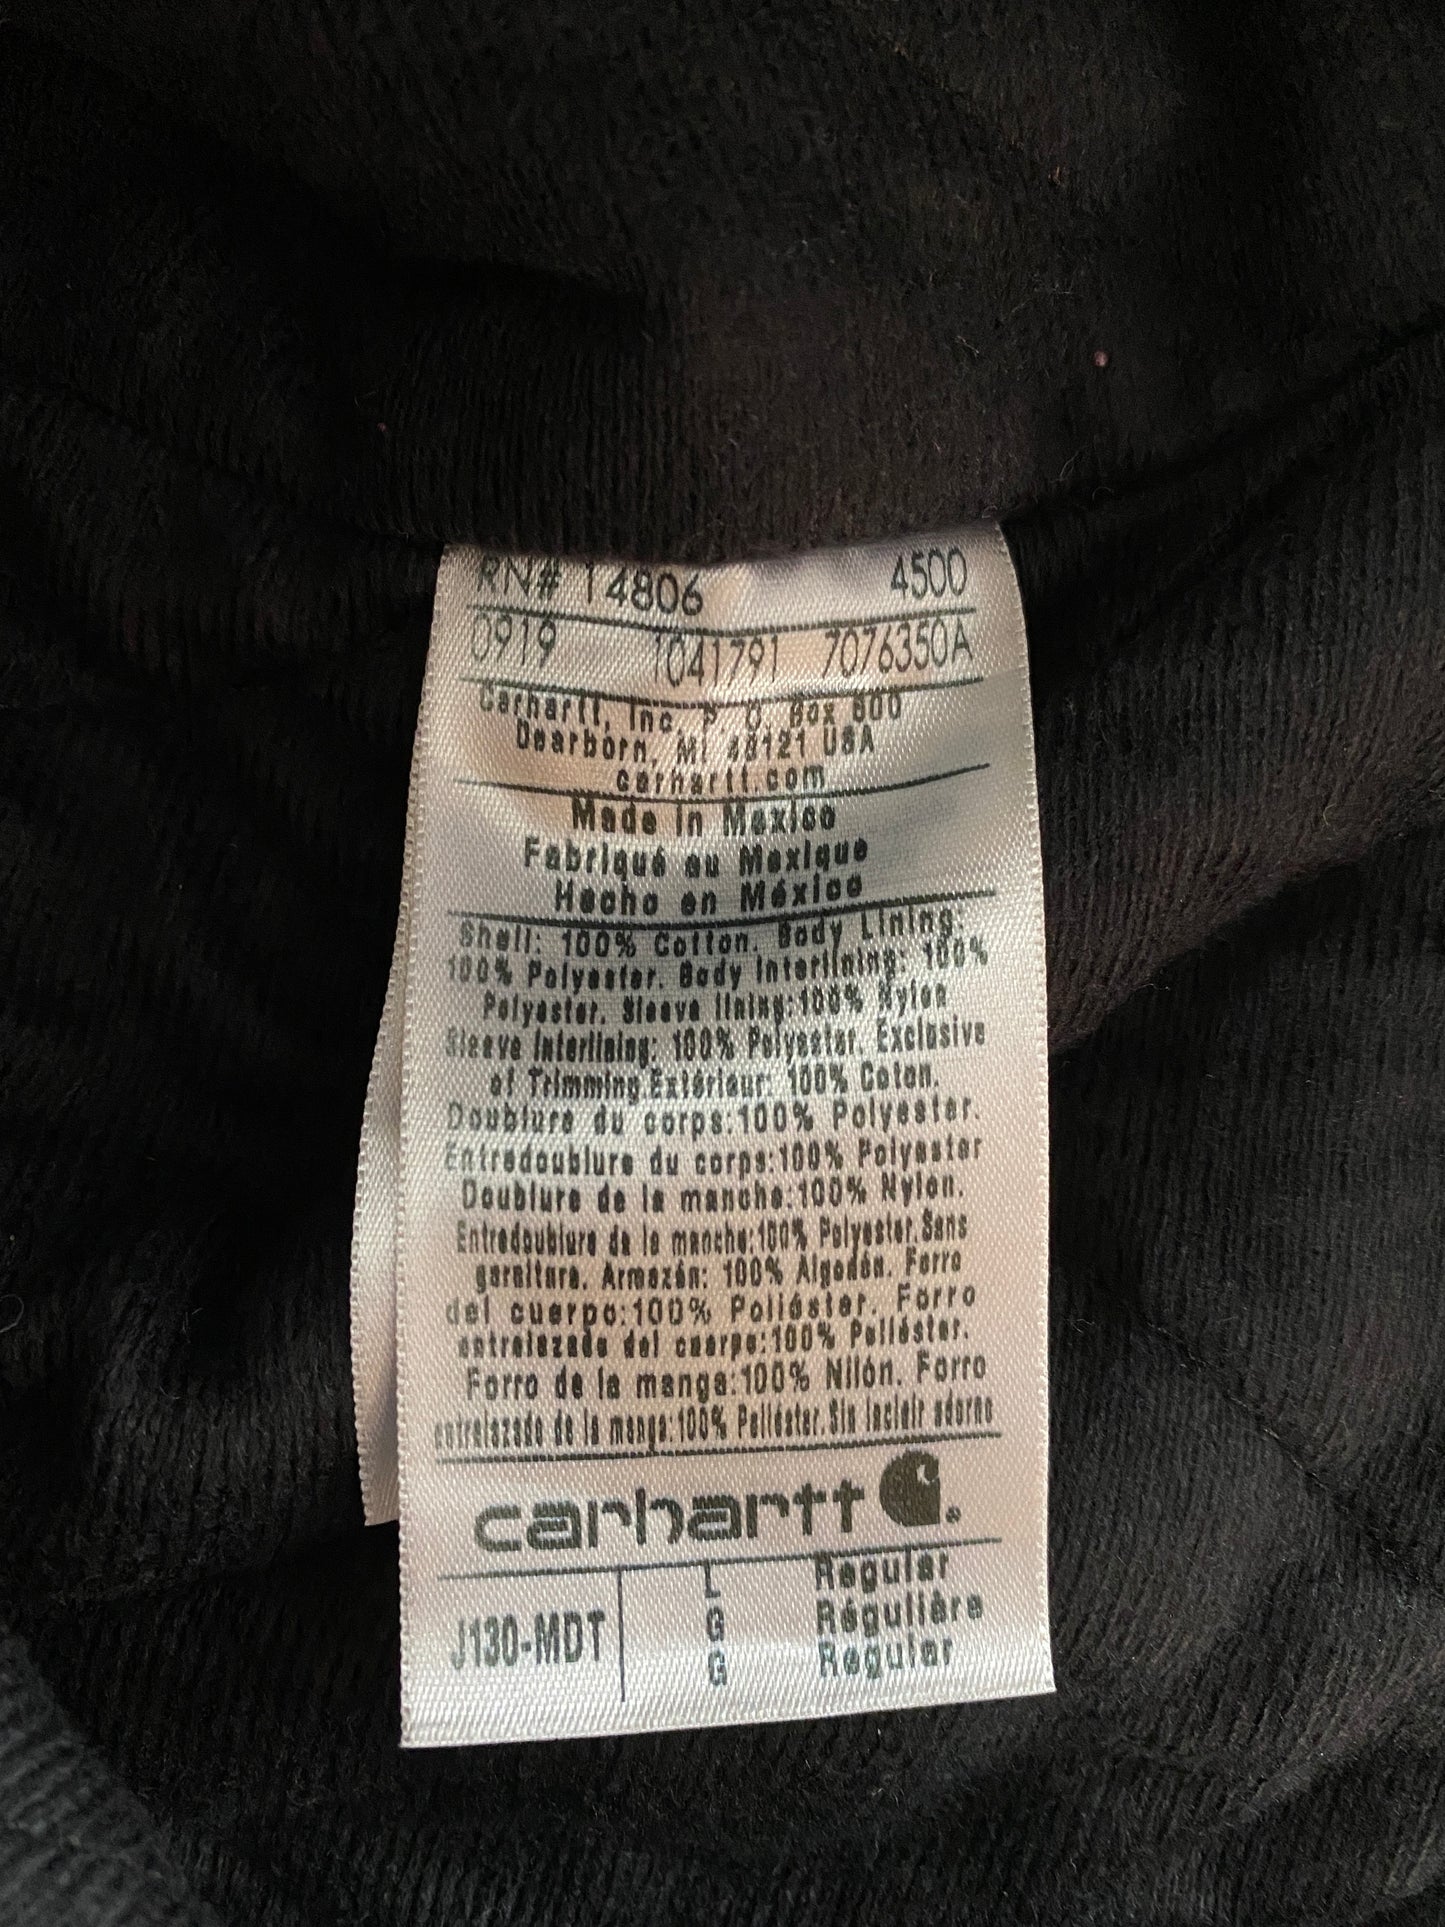 RN# 14806 4500
0919 1041791 7076350A
Carhartt, Inc. P. O. Box 600
Dearborn, MI 48121 USA
carhartt.com
Made in Mexico
Fabriqué au Mexique
Hecho en México
Shell: 100% Cotton. Body Lining:
100% Polyester. Body Interlining: 100%
Polyester. Sleeve lining:100% Nylon
Sleeve Interlining: 100% Polyester. Exclusive
of Trimming.Extérieur: 100% Coton.
Doublure du corps:100% Polyester.
Entredoublure du corps:100% Polyester
Doublure de la manche:100% Nylon.
Entredoublure de la manche:100% Polyester.Sans
garniture. Armazón: 100% Algodón. Forro
del cuerpo:100% Poliéster. Forro
entrelazado del cuerpo:100% Poliéster.
Forro de la manga:100% Nilón. Forro
entrelazado de la manga:100% Poliéster.Sin incluir adorno
carhartt
J130-MDT
L Regular
G Régulière
G Regular